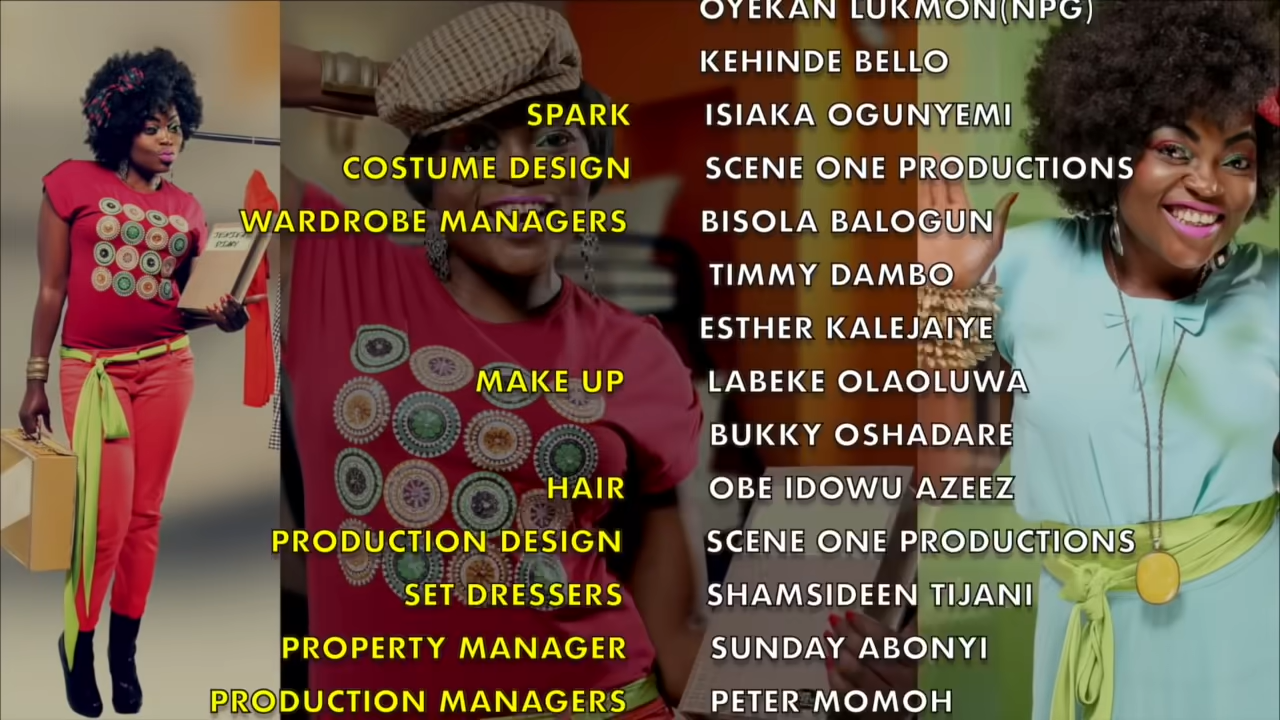 OYEKAN LUKMON(NPG)
KEHINDE BELLO
SPARK ISIAKA OGUNYEMI
COSTUME DESIGN SCENE ONE PRODUCTIONS
WARDROBE MANAGERS BISOLA BALOGUN
TIMMY DAMBO
ESTHER KALEJAIYE
MAKE UP LABEKE OLAOLUWA
BUKKY OSHADARE
HAIR OBE IDOWU AZEEZ
PRODUCTION DESIGN SCENE ONE PRODUCTIONS
SET DRESSERS SHAMSIDEEN TIJANI
PROPERTY MANAGER SUNDAY ABONYI
PRODUCTION MANAGERS PETER MOMOH